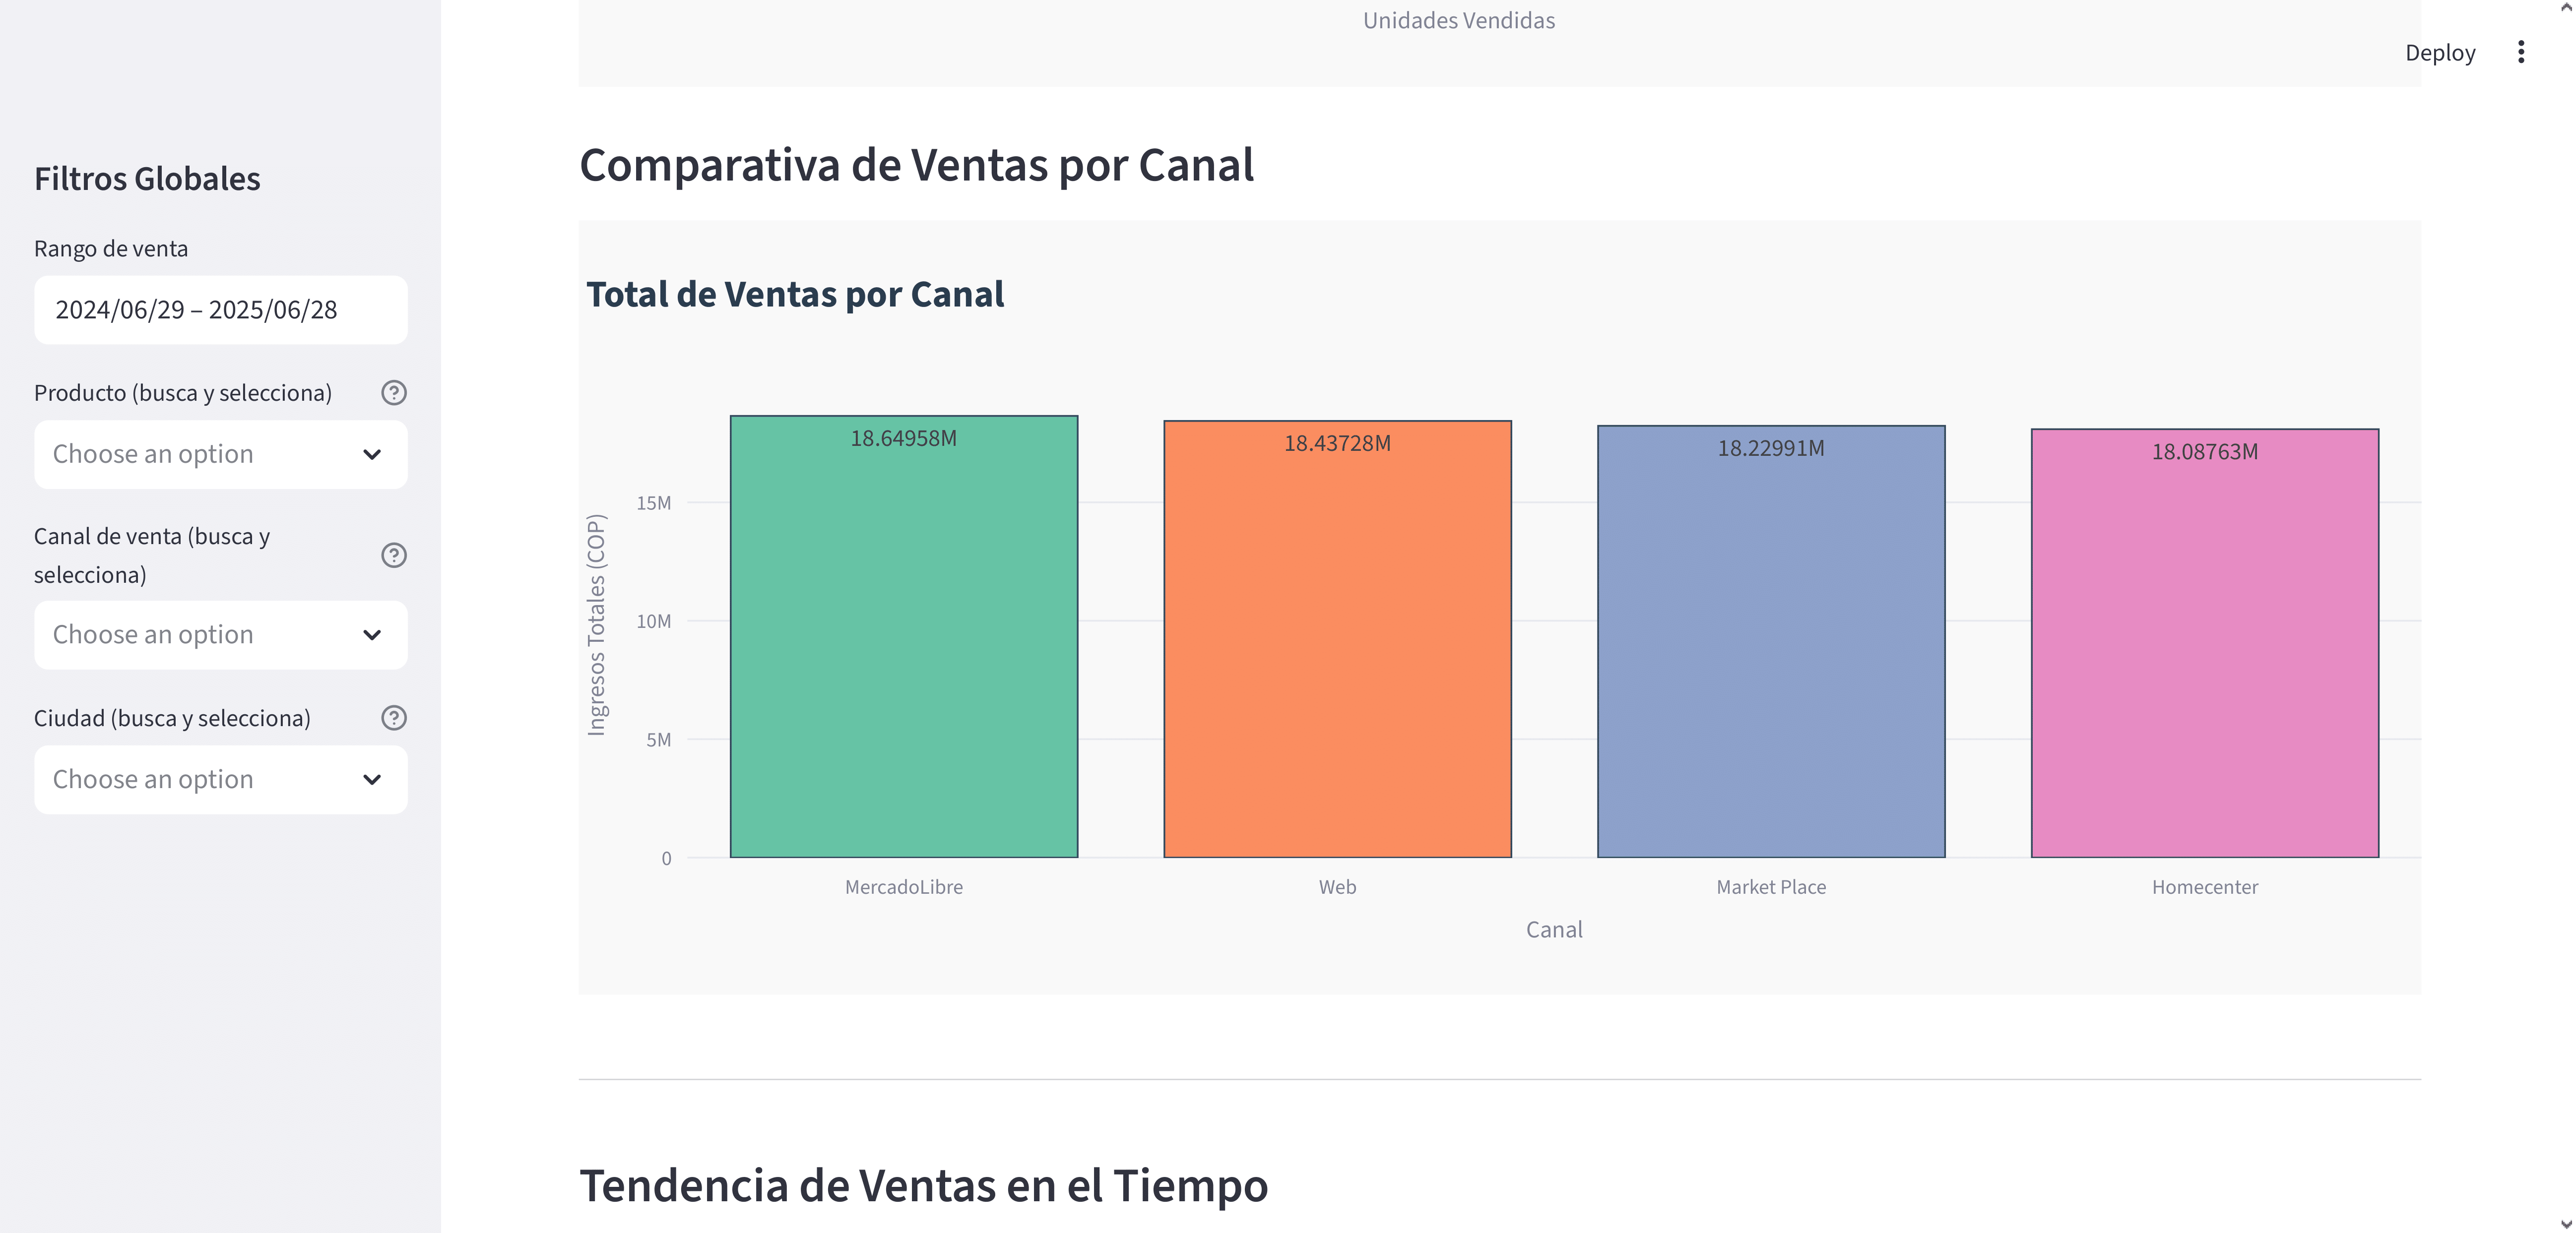 Unidades Vendidas
Deploy
Filtros Globales
Rango de venta
2024/06/29 – 2025/06/28
Producto (busca y selecciona)
Choose an option
Canal de venta (busca y
selecciona)
Choose an option
Ciudad (busca y selecciona)
Choose an option
Comparativa de Ventas por Canal
Total de Ventas por Canal
18.64958M
18.43728M
18.22991M
18.08763M
15M
10M
5M
0
Ingresos Totales (COP)
MercadoLibre
Web
Market Place
Homecenter
Canal
Tendencia de Ventas en el Tiempo